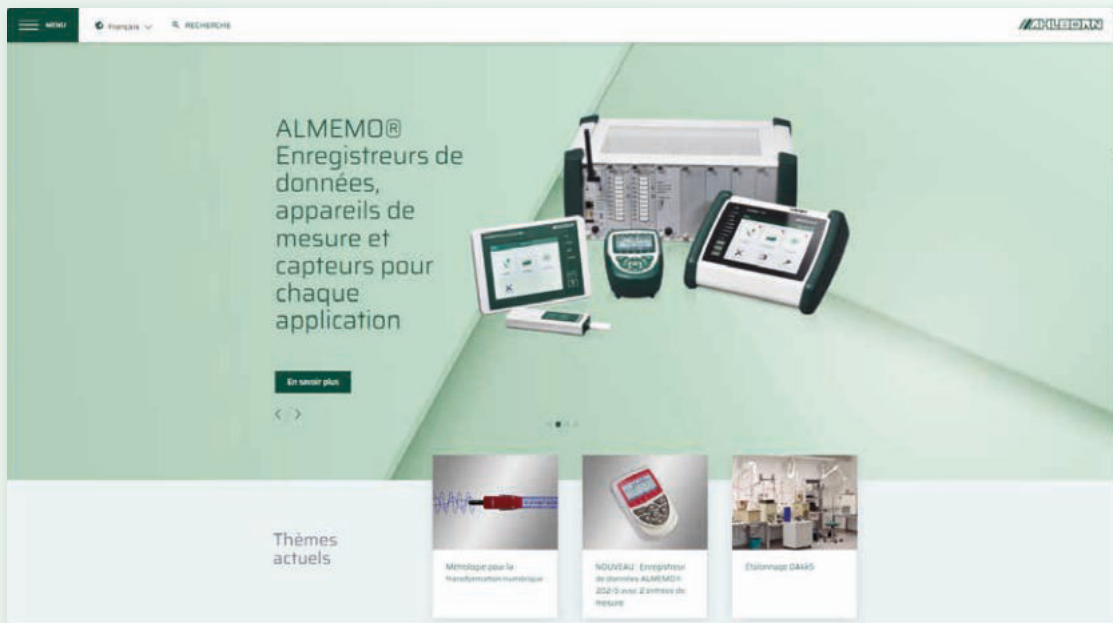 MENU
Français
RECHERCHE
AHLBORN
ALMEMO®
Enregistreurs de
données,
appareils de
mesure et
capteurs pour
chaque
application
En savoir plus
Thèmes
actuels
Métrologie pour la
transformation numérique
NOUVEAU : Enregistreur
de données ALMEMO®
202-S avec 2 entrées de
mesure
Étalonnage DAkkS